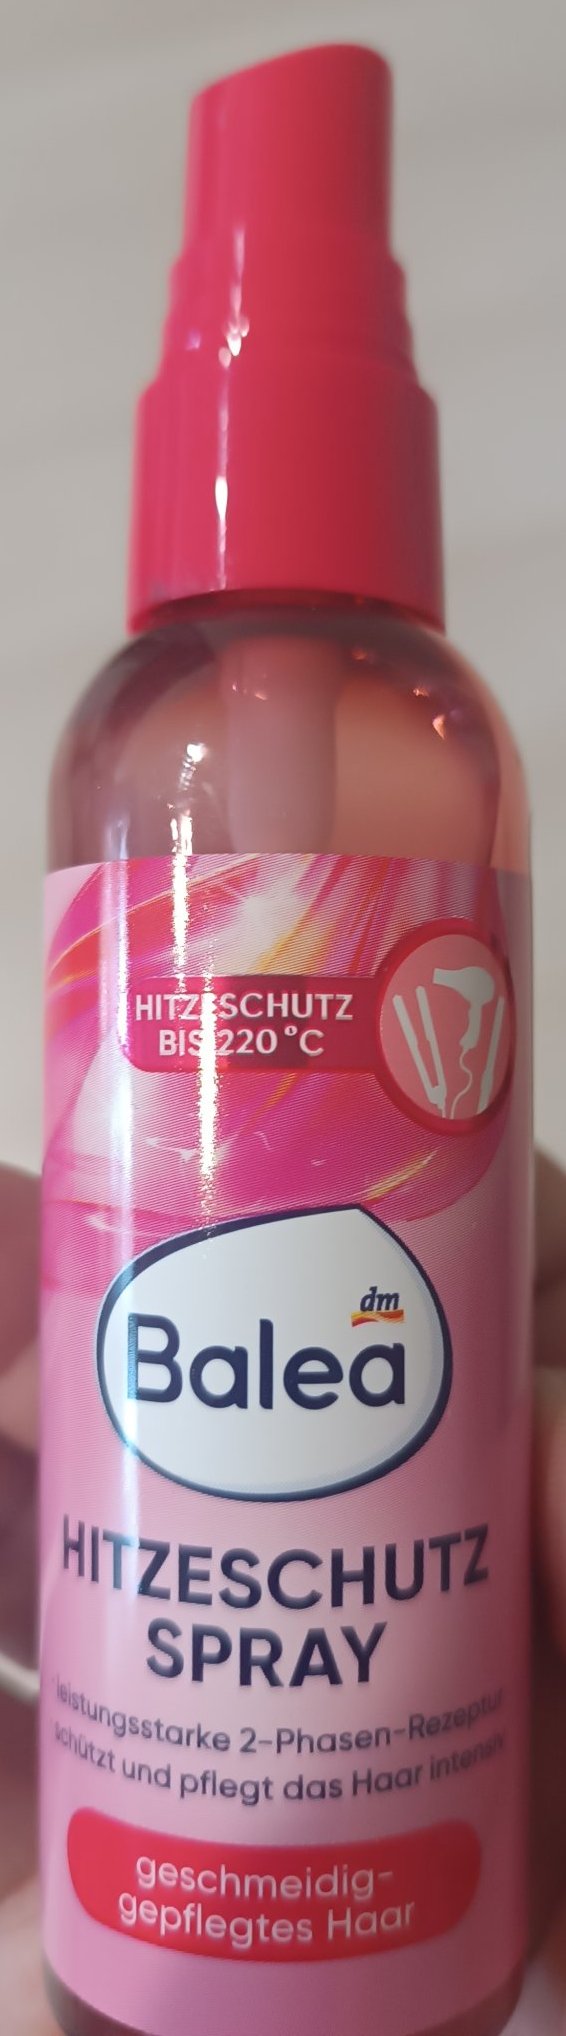 HITZESCHUTZ
BIS 220 °C
dm
Balea
HITZESCHUTZ
SPRAY
leistungsstarke 2-Phasen-Rezeptur
schützt und pflegt das Haar intensiv
geschmeidig-
gepflegtes Haar